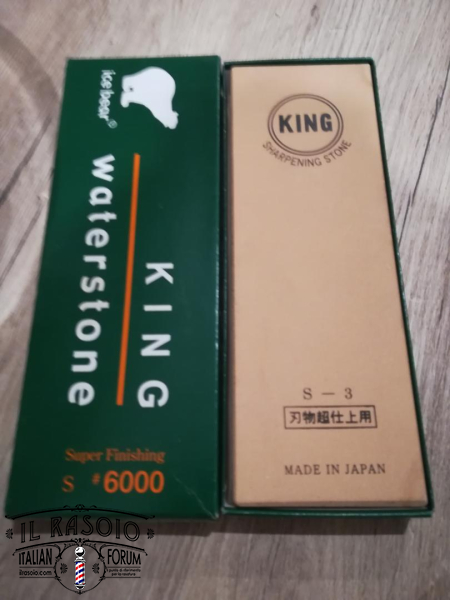 ice bear®
waterstone
KING
Super Finishing
S #6000
KING
SHARPENING STONE
S-3
刃物超仕上用
MADE IN JAPAN
IL RASOIO
ITALIAN FORUM
ilrasoio.com